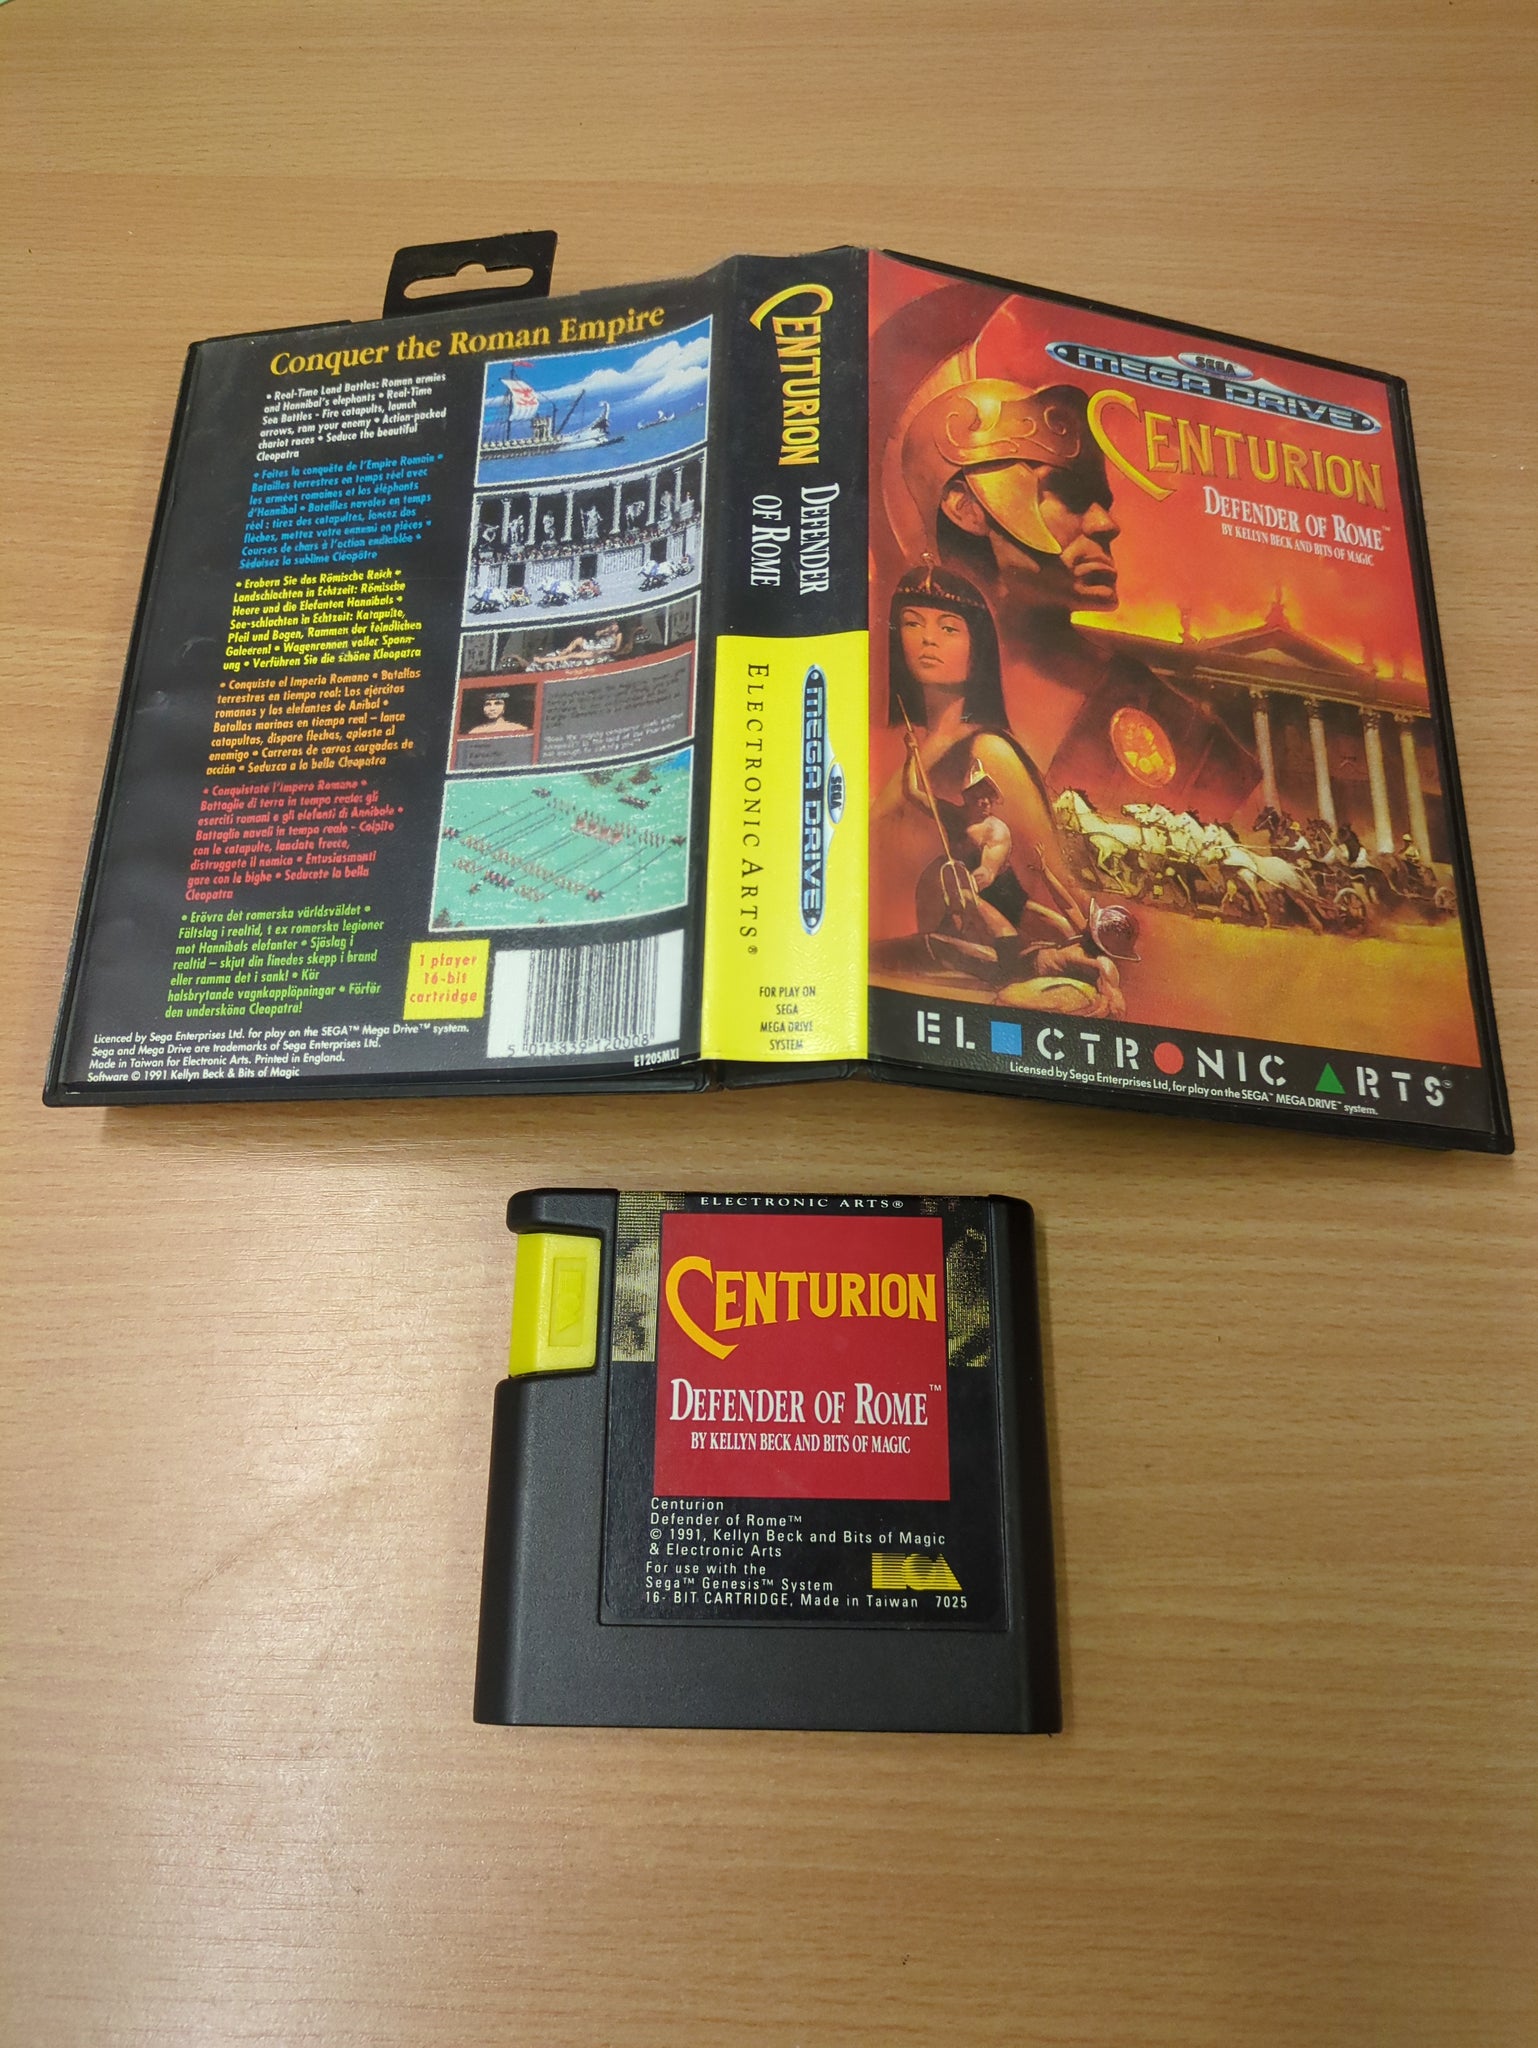 Conquer the Roman Empire
• Real-Time Land Battles: Roman armies
and Hannibal's elephants • Real-Time
Sea Battles - Fire catapults, launch
arrows, ram your enemy • Action-packed
chariot races • Seduce the beautiful
Cleopatra
• Faites la conquête de l'Empire Romain •
Batailles terrestres en temps réel avec
les armées romaines et les éléphants
d'Hannibal • Batailles navales en temps
réel : tirez des catapultes, lancez des
flèches, mettez votre ennemi en pièces •
Courses de chars à l'action endiablée •
Séduisez la sublime Cléopâtre
• Erobern Sie das Römische Reich •
Landschlachten in Echtzeit: Römische
Heere und die Elefanten Hannibals •
See-schlachten in Echtzeit: Katapulte,
Pfeil und Bogen, Rammen der feindlichen
Galeeren! • Wagenrennen voller Spann-
ung • Verführen Sie die schöne Kleopatra
• Conquiste el Imperio Romano • Batallas
terrestres en tiempo real: Los ejércitos
romanos y los elefantes de Aníbal •
Batallas marinas en tiempo real – lance
catapultas, dispare flechas, aplaste al
enemigo • Carreras de carros cargadas de
acción • Seduzca a la bella Cleopatra
• Conquistate l'Impero Romano •
Battaglie di terra in tempo reale: gli
eserciti romani e gli elefanti di Annibale •
Battaglie navali in tempo reale - Colpite
con le catapulte, lanciate frecce,
distruggete il nemico • Entusiasmanti
gare con le bighe • Seducete la bella
Cleopatra
• Erövra det romerska världsväldet •
Fältslag i realtid, t ex romerska legioner
mot Hannibals elefanter • Sjöslag i
realtid – skjut din fiendes skepp i brand
eller ramma det i sank! • Kör
halsbrytande vagnkapplöpningar • Förför
den undersköna Cleopatra!
1 player
16-bit
cartridge
5 015839 120008
E1205MXI
Licenced by Sega Enterprises Ltd. for play on the SEGA™ Mega Drive™ system.
Sega and Mega Drive are trademarks of Sega Enterprises Ltd.
Made in Taiwan for Electronic Arts. Printed in England.
Software © 1991 Kellyn Beck & Bits of Magic
CENTURION
DEFENDER
OF ROME
ELECTRONIC ARTS®
SEGA
MEGA DRIVE
FOR PLAY ON
SEGA
MEGA DRIVE
SYSTEM
SEGA
MEGA DRIVE
CENTURION
DEFENDER OF ROME™
BY KELLYN BECK AND BITS OF MAGIC
ELECTRONIC ARTS
Licensed by Sega Enterprises Ltd, for play on the SEGA™ MEGA DRIVE™ system.
ELECTRONIC ARTS®
CENTURION
DEFENDER OF ROME™
BY KELLYN BECK AND BITS OF MAGIC
Centurion
Defender of Rome™
© 1991, Kellyn Beck and Bits of Magic
& Electronic Arts
For use with the
Sega™ Genesis™ System
16- BIT CARTRIDGE, Made in Taiwan 7025
EA